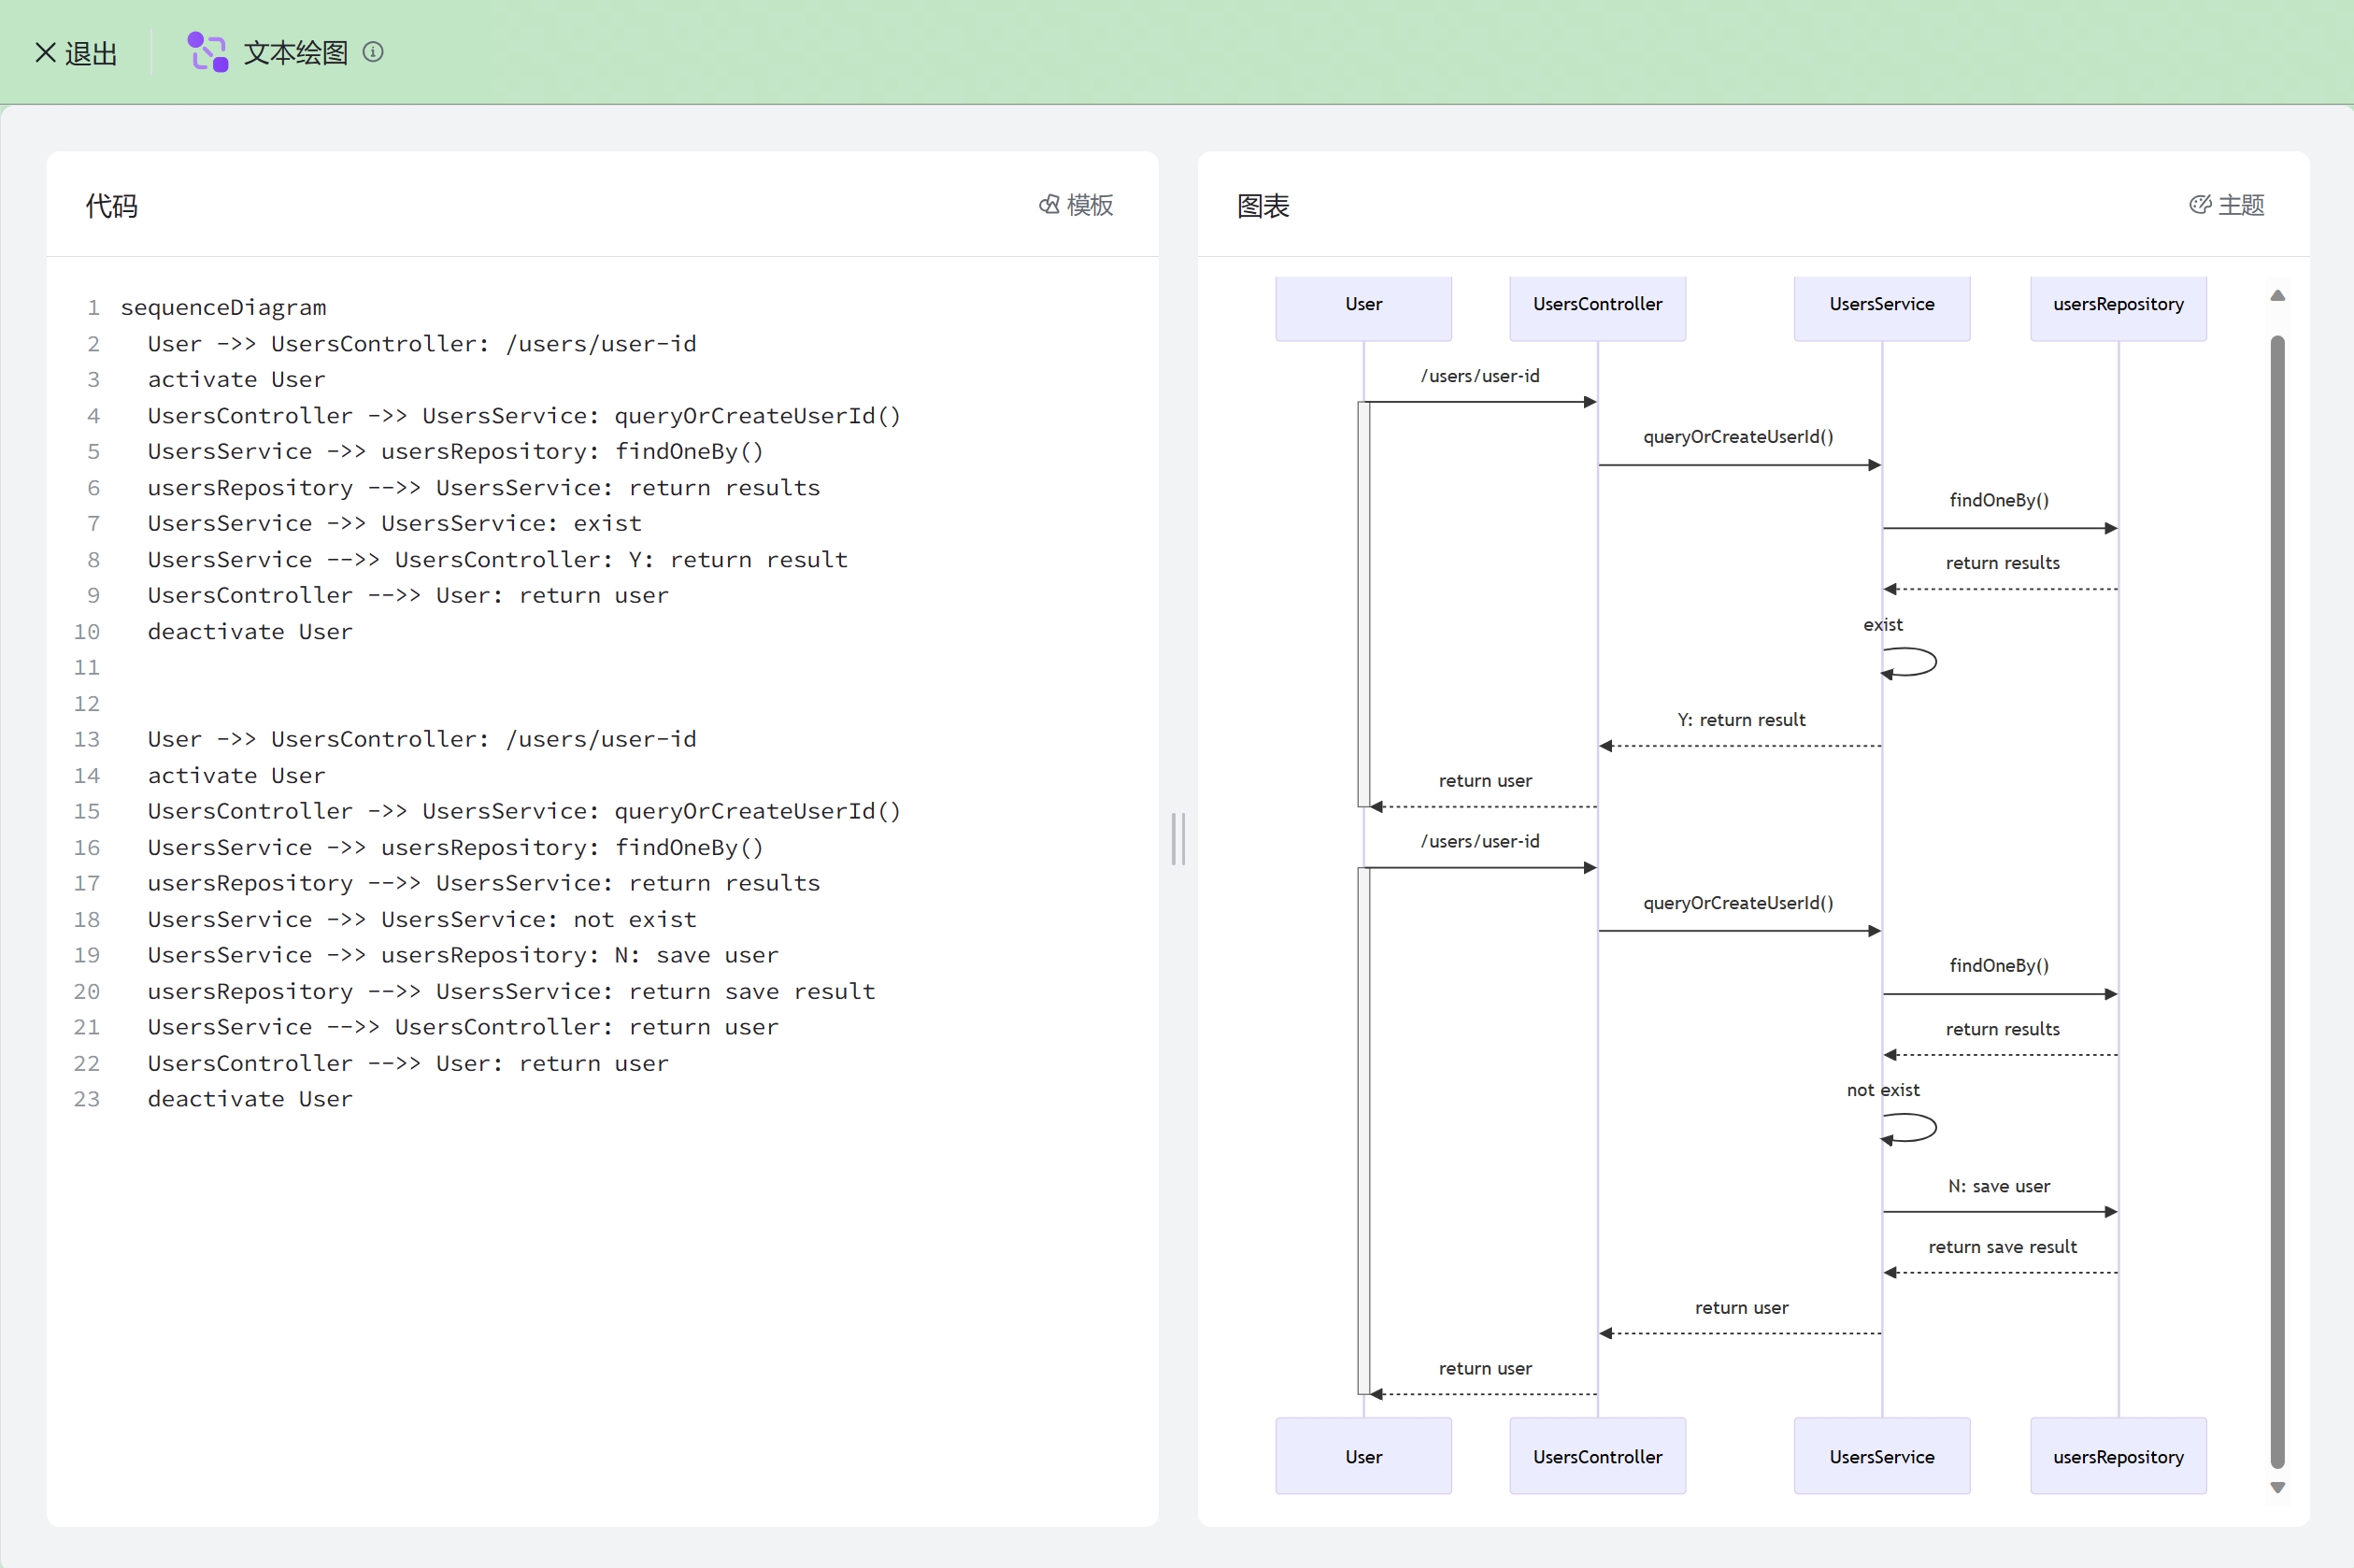 退出 文本绘图
代码 模板
1 sequenceDiagram
2 User ->> UsersController: /users/user-id
3 activate User
4 UsersController ->> UsersService: queryOrCreateUserId()
5 UsersService ->> usersRepository: findOneBy()
6 usersRepository -->> UsersService: return results
7 UsersService ->> UsersService: exist
8 UsersService -->> UsersController: Y: return result
9 UsersController -->> User: return user
10 deactivate User
11
12
13 User ->> UsersController: /users/user-id
14 activate User
15 UsersController ->> UsersService: queryOrCreateUserId()
16 UsersService ->> usersRepository: findOneBy()
17 usersRepository -->> UsersService: return results
18 UsersService ->> UsersService: not exist
19 UsersService ->> usersRepository: N: save user
20 usersRepository -->> UsersService: return save result
21 UsersService -->> UsersController: return user
22 UsersController -->> User: return user
23 deactivate User
图表 主题
User UsersController UsersService usersRepository
/users/user-id
queryOrCreateUserId()
findOneBy()
return results
exist
Y: return result
return user
/users/user-id
queryOrCreateUserId()
findOneBy()
return results
not exist
N: save user
return save result
return user
return user
User UsersController UsersService usersRepository